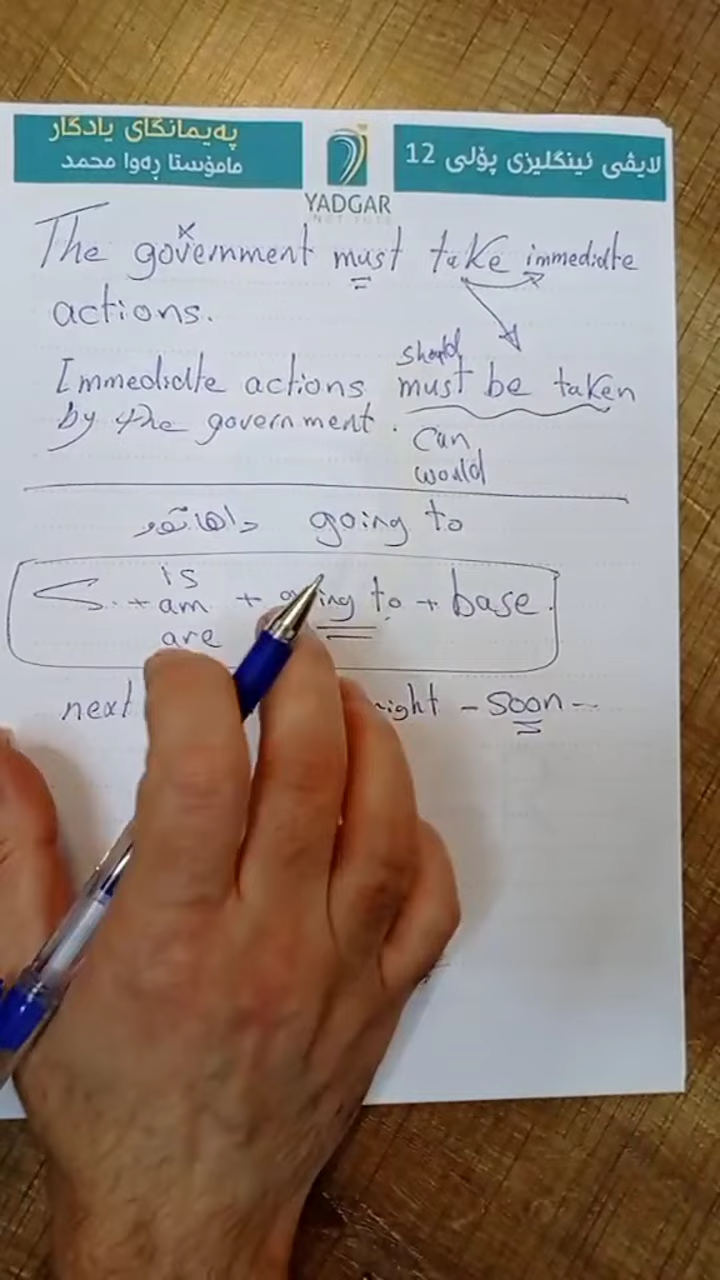 پەیمانگای یادگار
مامۆستا ڕەوا محمد
YADGAR
INSTITUTE
لایڤی ئینگلیزی پۆلی 12
The government must take immediate
actions.
should
Immediate actions must be taken
by the government.
can
would
داهاتوو going to
is
S. + am + going to + base.
are
next night - soon -